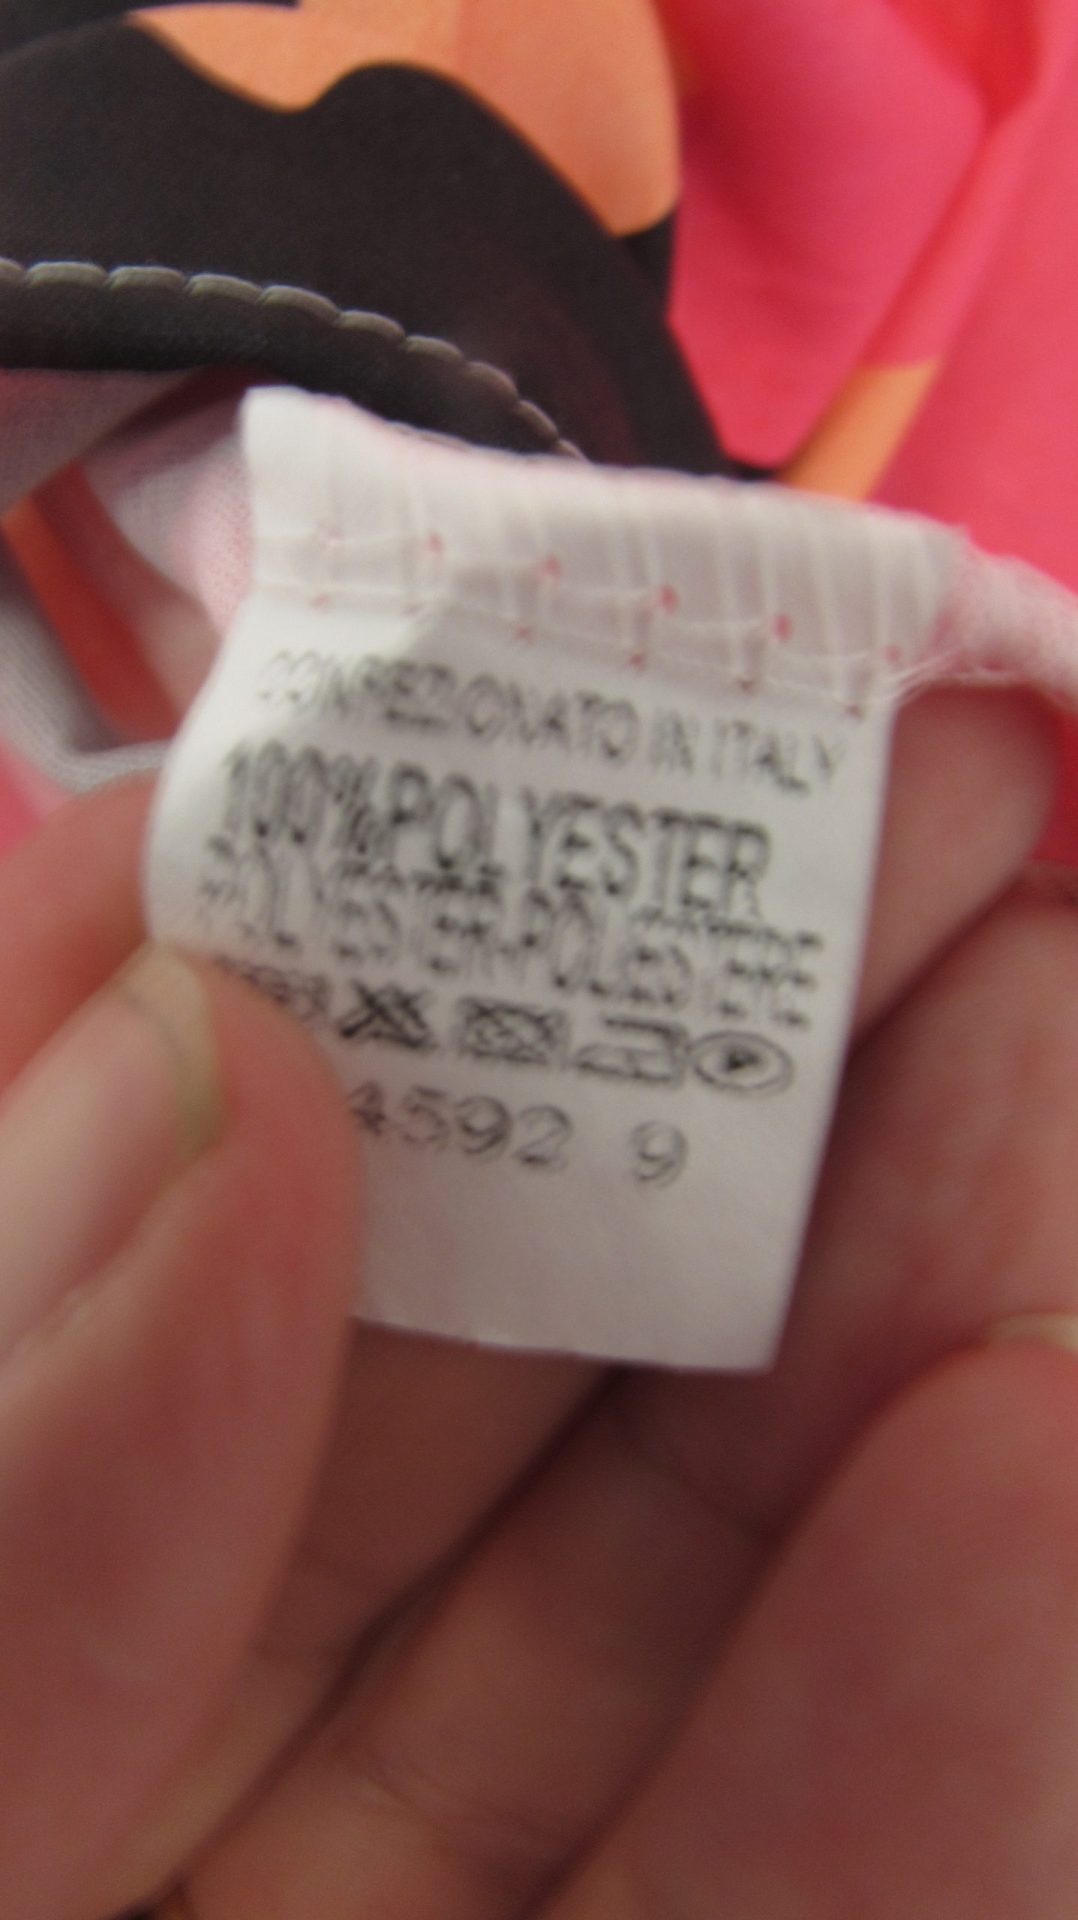 CONFEZIONATO IN ITALY
100%POLYESTER
POLYESTER-POLIESTERE
4592 9